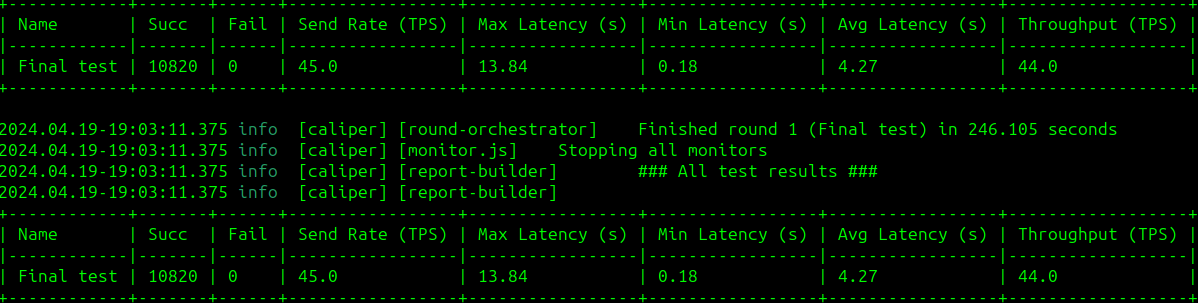 +-------------+-------+------+-----------------+-----------------+-----------------+-----------------+------------------+
| Name        | Succ  | Fail | Send Rate (TPS) | Max Latency (s) | Min Latency (s) | Avg Latency (s) | Throughput (TPS) |
|-------------|-------|------|-----------------|-----------------|-----------------|-----------------|------------------|
| Final test | 10820 | 0    | 45.0            | 13.84           | 0.18            | 4.27            | 44.0             |
+-------------+-------+------+-----------------+-----------------+-----------------+-----------------+------------------+
2024.04.19-19:03:11.375 info  [caliper] [round-orchestrator]    Finished round 1 (Final test) in 246.105 seconds
2024.04.19-19:03:11.375 info  [caliper] [monitor.js]    Stopping all monitors
2024.04.19-19:03:11.375 info  [caliper] [report-builder]        ### All test results ###
2024.04.19-19:03:11.375 info  [caliper] [report-builder]
+-------------+-------+------+-----------------+-----------------+-----------------+-----------------+------------------+
| Name        | Succ  | Fail | Send Rate (TPS) | Max Latency (s) | Min Latency (s) | Avg Latency (s) | Throughput (TPS) |
|-------------|-------|------|-----------------|-----------------|-----------------|-----------------|------------------|
| Final test | 10820 | 0    | 45.0            | 13.84           | 0.18            | 4.27            | 44.0             |
+-------------+-------+------+-----------------+-----------------+-----------------+-----------------+------------------+